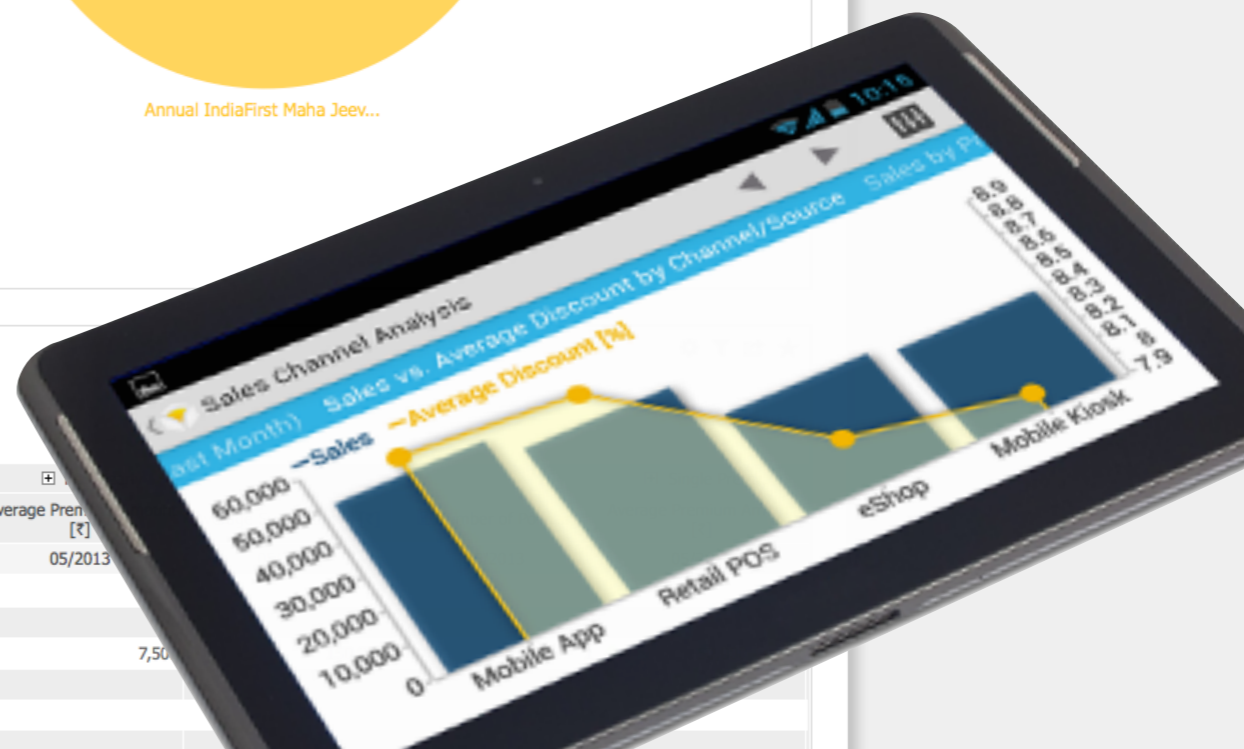 Annual IndiaFirst Maha Jeev...
10:16
Sales Channel Analysis
ast Month)
Sales vs. Average Discount by Channel/Source
Sales by P
Sales
Average Discount [%]
60,000
50,000
40,000
30,000
20,000
10,000
0
8.9
8.8
8.7
8.6
8.5
8.4
8.3
8.2
8.1
8
7.9
Mobile App
Retail POS
eShop
Mobile Kiosk
verage Pre
[₹]
05/2013
7,50